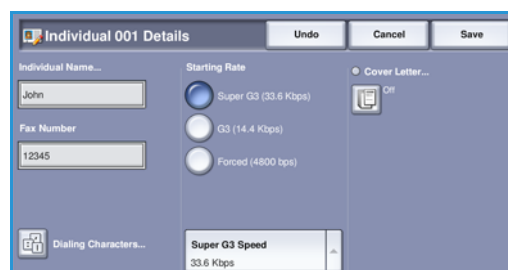 Individual 001 Details
Undo
Cancel
Save
Individual Name...
John
Fax Number
12345
Dialing Characters...
Starting Rate
Super G3 (33.6 Kbps)
G3 (14.4 Kbps)
Forced (4800 bps)
Super G3 Speed
33.6 Kbps
Cover Letter...
Off